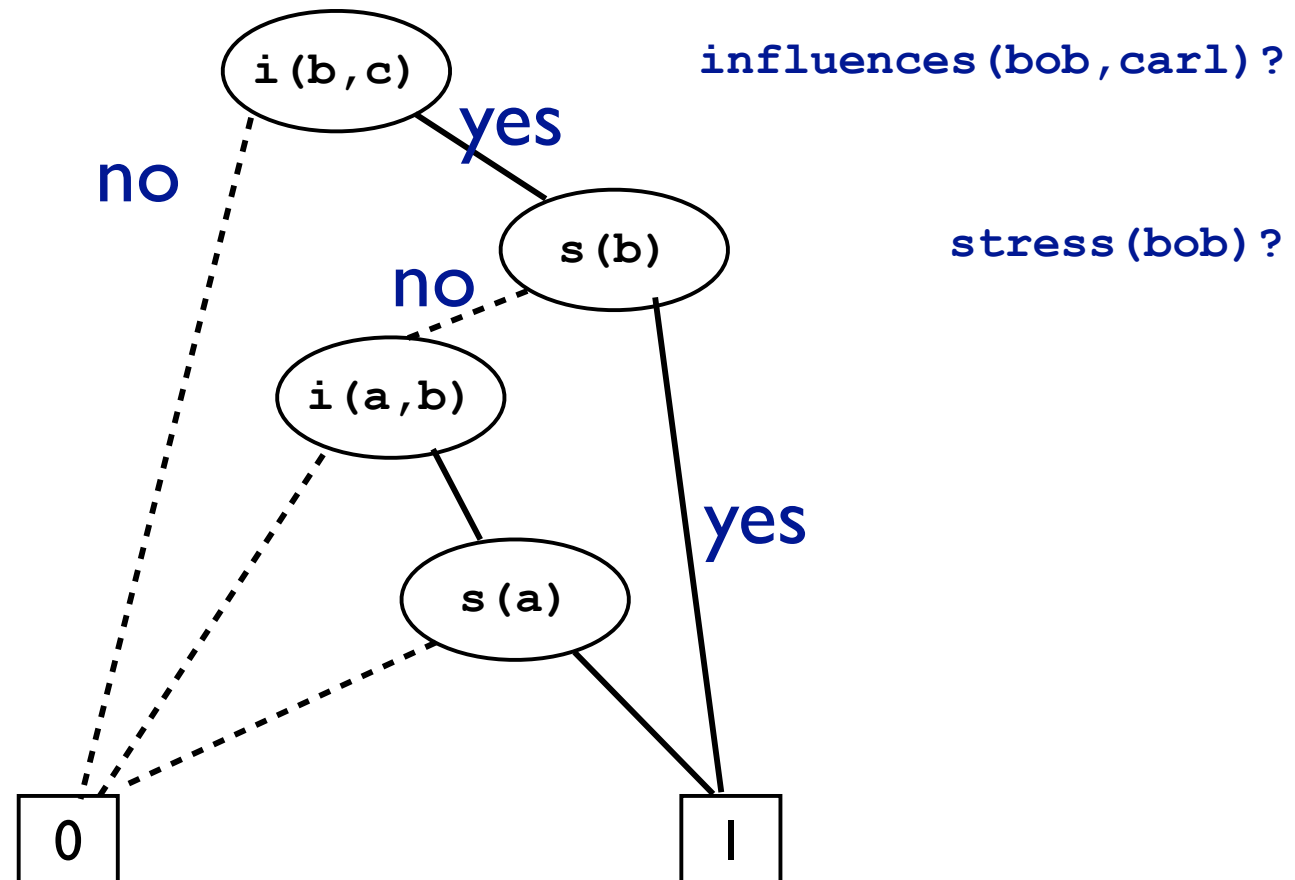 i(b,c)
influences(bob,carl)?
yes
no
s(b)
stress(bob)?
no
i(a,b)
yes
s(a)
0
1